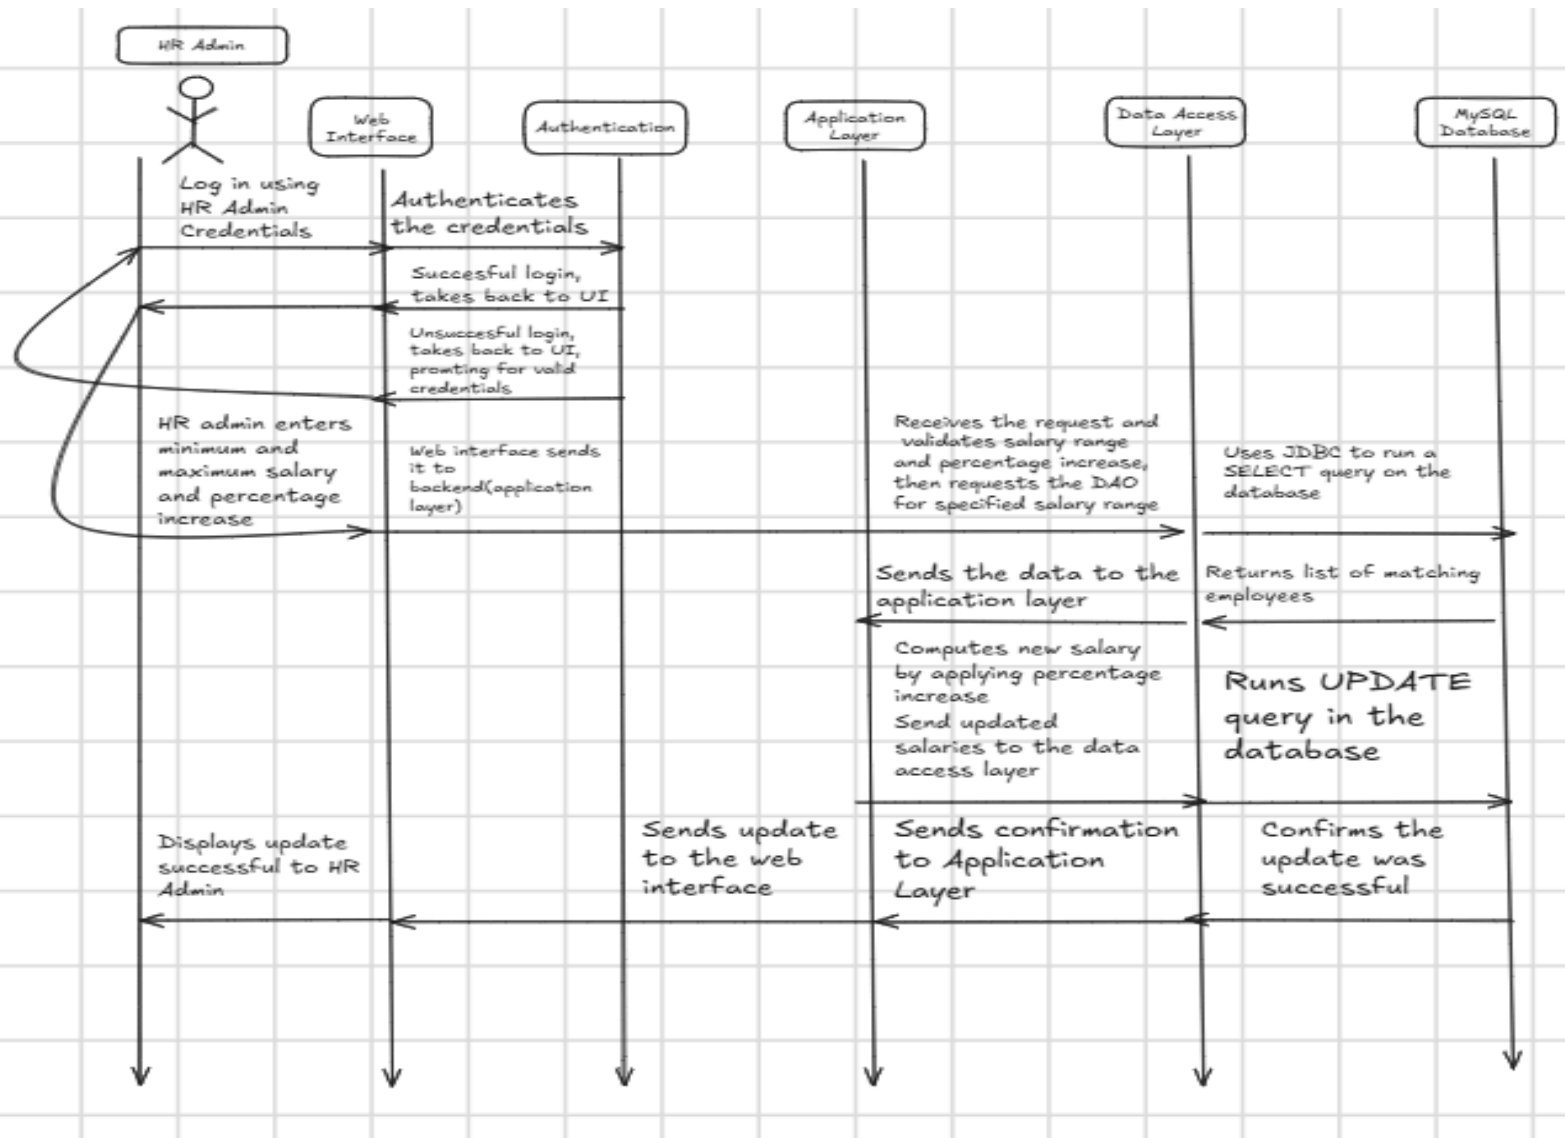 HR Admin
Web
Interface
Authentication
Application
Layer
Data Access
Layer
MySQL
Database
Log in using
HR Admin
Credentials
Authenticates
the credentials
Succesful login,
takes back to UI
Unsuccesful login,
takes back to UI,
promting for valid
credentials
HR admin enters
minimum and
maximum salary
and percentage
increase
Web interface sends
it to
backend(application
layer)
Receives the request and
validates salary range
and percentage increase,
then requests the DAO
for specified salary range
Uses JDBC to run a
SELECT query on the
database
Sends the data to the
application layer
Returns list of matching
employees
Computes new salary
by applying percentage
increase
Send updated
salaries to the data
access layer
Runs UPDATE
query in the
database
Displays update
successful to HR
Admin
Sends update
to the web
interface
Sends confirmation
to Application
Layer
Confirms the
update was
successful